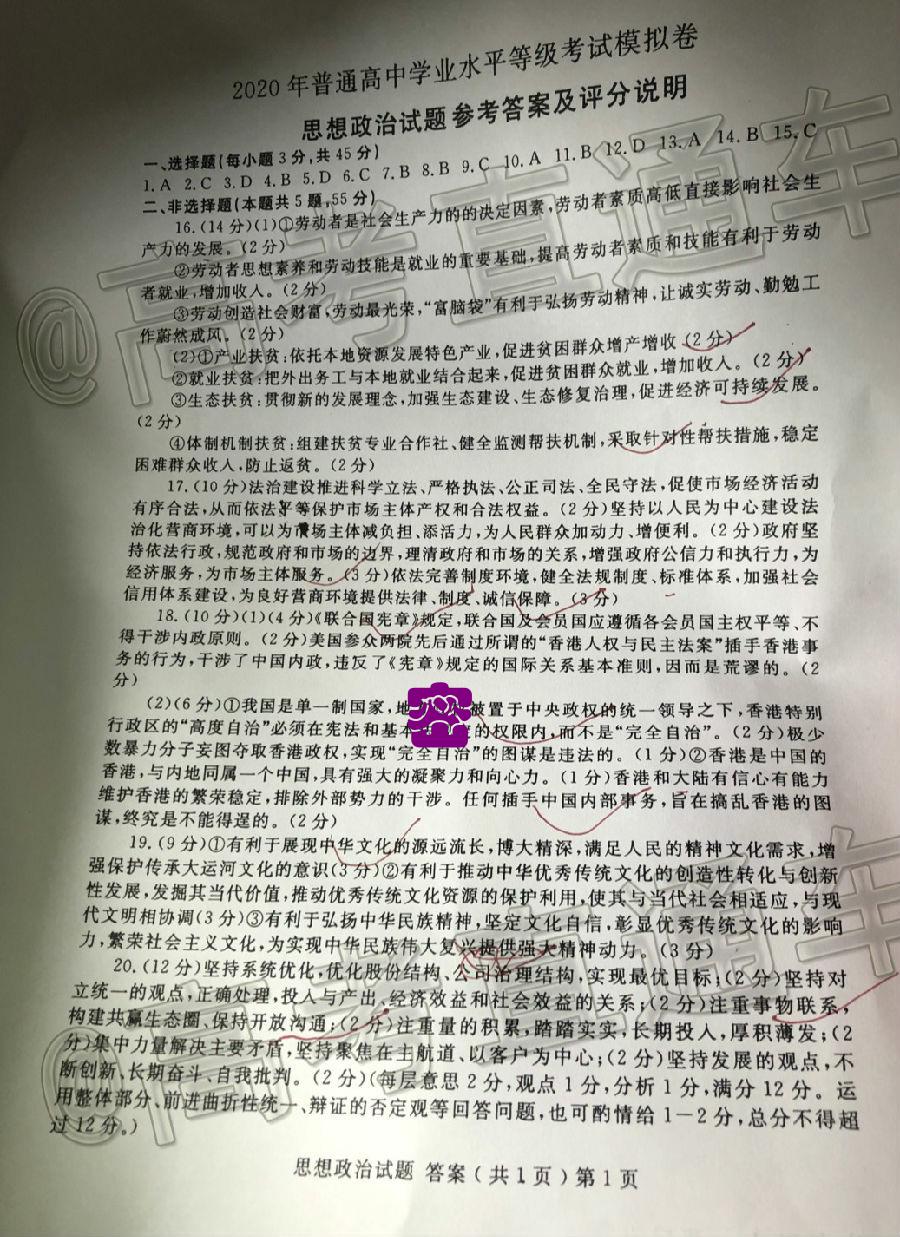 2020年普通高中学业水平等级考试模拟卷
思想政治试题 参考答案及评分说明
一、选择题(每小题3分,共45分)
1.A 2.C 3.D 4.B 5.D 6.C 7.B 8.B 9.C 10.A 11.B 12.D 13.A 14.B 15.C
二、非选择题(本题共5题,55分)
16.(14分)(1)①劳动者是社会生产力的的决定因素,劳动者素质高低直接影响社会生
产力的发展。(2分)
②劳动者思想素养和劳动技能是就业的重要基础,提高劳动者素质和技能有利于劳动
者就业,增加收入。(2分)
③劳动创造社会财富,劳动最光荣,“富脑袋”有利于弘扬劳动精神,让诚实劳动、勤勉工
作蔚然成风。(2分)
(2)①产业扶贫:依托本地资源发展特色产业,促进贫困群众增产增收(2分)
②就业扶贫:把外出务工与本地就业结合起来,促进贫困群众就业,增加收入。(2分)
③生态扶贫:贯彻新的发展理念,加强生态建设、生态修复治理,促进经济可持续发展。
(2分)
④体制机制扶贫:组建扶贫专业合作社、健全监测帮扶机制,采取针对性帮扶措施,稳定
困难群众收入,防止返贫。(2分)
17.(10分)法治建设推进科学立法、严格执法、公正司法、全民守法,促使市场经济活动
有序合法,从而依法平等保护市场主体产权和合法权益。(2分)坚持以人民为中心建设法
治化营商环境,可以为市场主体减负担、添活力,为人民群众加动力、增便利。(2分)政府坚
持依法行政,规范政府和市场的边界,理清政府和市场的关系,增强政府公信力和执行力,为
经济服务,为市场主体服务。(3分)依法完善制度环境,健全法规制度、标准体系,加强社会
信用体系建设,为良好营商环境提供法律、制度、诚信保障。(3分)
18.(10分)(1)(4分)《联合国宪章》规定,联合国及会员国应遵循各会员国主权平等、不
得干涉内政原则。(2分)美国参众两院先后通过所谓的“香港人权与民主法案”插手香港事
务的行为,干涉了中国内政,违反了《宪章》规定的国际关系基本准则,因而是荒谬的。(2
分)
(2)(6分)①我国是单一制国家,地被置于中央政权的统一领导之下,香港特别
行政区的“高度自治”必须在宪法和基本的权限内,而不是“完全自治”。(2分)极少
数暴力分子妄图夺取香港政权,实现“完全自治”的图谋是违法的。(1分)②香港是中国的
香港,与内地同属一个中国,具有强大的凝聚力和向心力。(1分)香港和大陆有信心有能力
维护香港的繁荣稳定,排除外部势力的干涉。任何插手中国内部事务,旨在搞乱香港的图
谋,终究是不能得逞的。(2分)
19.(9分)①有利于展现中华文化的源远流长,博大精深,满足人民的精神文化需求,增
强保护传承大运河文化的意识(3分)②有利于推动中华优秀传统文化的创造性转化与创新
性发展,发掘其当代价值,推动优秀传统文化资源的保护利用,使其与当代社会相适应,与现
代文明相协调(3分)③有利于弘扬中华民族精神,坚定文化自信,彰显优秀传统文化的影响
力,繁荣社会主义文化,为实现中华民族伟大复兴提供强大精神动力。(3分)
20.(12分)坚持系统优化,优化股份结构、公司治理结构,实现最优目标;(2分)坚持对
立统一的观点,正确处理,投入与产出、经济效益和社会效益的关系;(2分)注重事物联系,
构建共赢生态圈、保持开放沟通;(2分)注重量的积累,踏踏实实,长期投入,厚积薄发;(2
分)集中力量解决主要矛盾,坚持聚焦在主航道、以客户为中心;(2分)坚持发展的观点,不
断创新、长期奋斗、自我批判。(2分)(每层意思2分,观点1分,分析1分,满分12分。运
用整体部分、前进曲折性统一、辩证的否定观等回答问题,也可酌情给1-2分,总分不得超
过12分。)
思想政治试题 答案(共1页)第1页
@高考直通车
@高考直通车